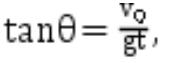 tanθ = v₀/gt,